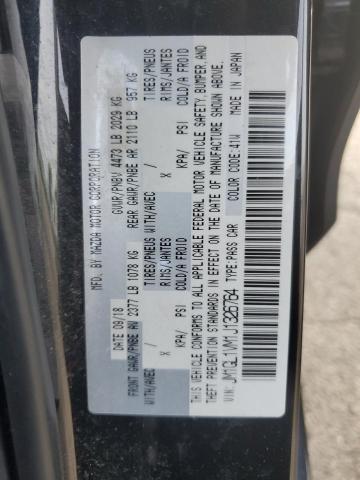 MFD. BY MAZDA MOTOR CORPORATION
DATE 09/18 GVWR/PNBV 4473 LB 2029 KG
FRONT GAWR/PNBE AV 2377 LB 1078 KG REAR GAWR/PNBE AR 2110 LB 957 KG
WITH/AVEC / TIRES/PNEUS WITH/AVEC / TIRES/PNEUS
X RIMS/JANTES X RIMS/JANTES
KPA/ PSI COLD/A FROID KPA/ PSI COLD/A FROID
THIS VEHICLE CONFORMS TO ALL APPLICABLE FEDERAL MOTOR VEHICLE SAFETY, BUMPER, AND
THEFT PREVENTION STANDARDS IN EFFECT ON THE DATE OF MANUFACTURE SHOWN ABOVE.
VIN: JM1GL1VM1J1326764 TYPE: PASS CAR COLOR CODE: 41W MADE IN JAPAN